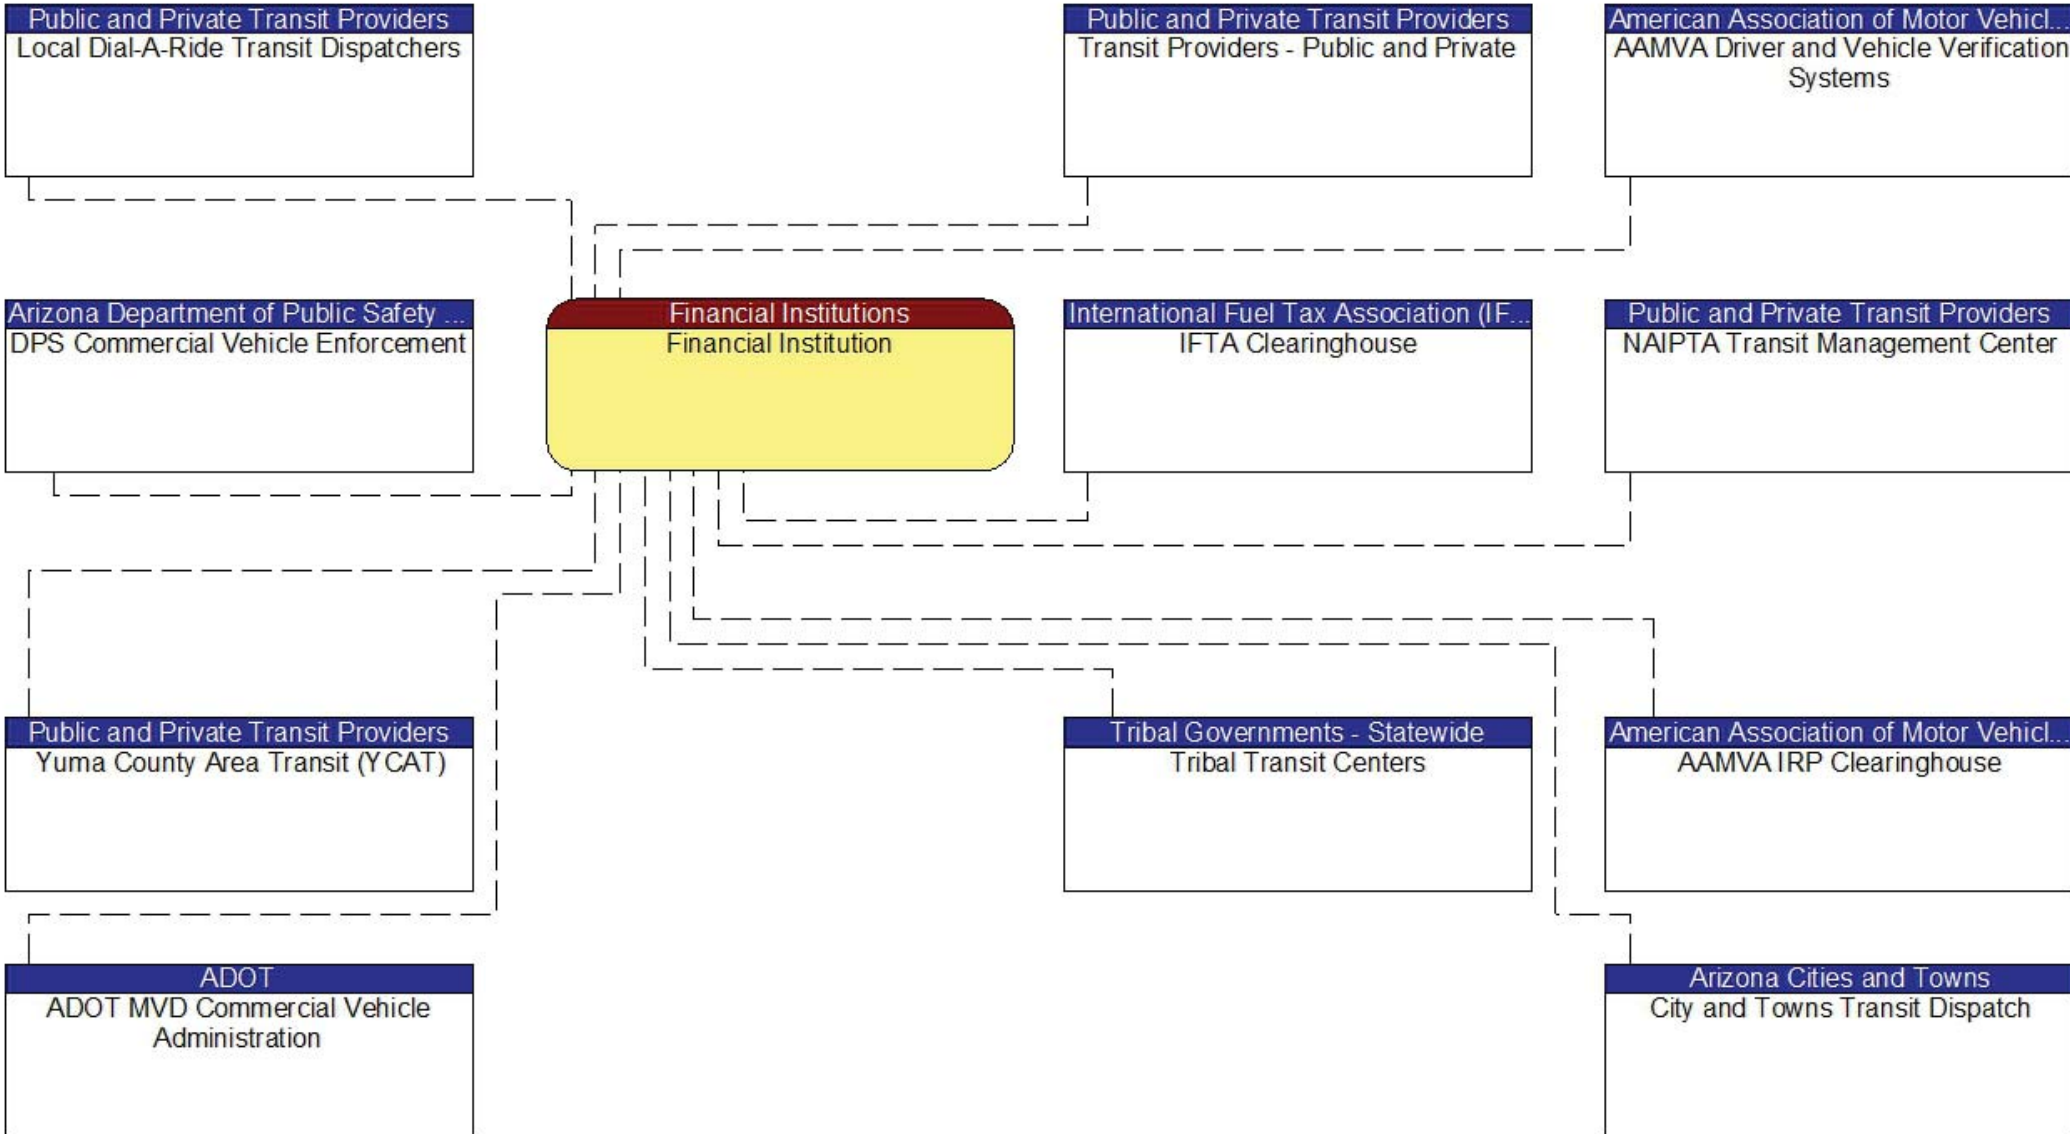 Public and Private Transit Providers
Local Dial-A-Ride Transit Dispatchers
Public and Private Transit Providers
Transit Providers - Public and Private
American Association of Motor Vehicl...
AAMVA Driver and Vehicle Verification
Systems
Arizona Department of Public Safety ...
DPS Commercial Vehicle Enforcement
Financial Institutions
Financial Institution
International Fuel Tax Association (IF...
IFTA Clearinghouse
Public and Private Transit Providers
NAIPTA Transit Management Center
Public and Private Transit Providers
Yuma County Area Transit (YCAT)
Tribal Governments - Statewide
Tribal Transit Centers
American Association of Motor Vehicl...
AAMVA IRP Clearinghouse
ADOT
ADOT MVD Commercial Vehicle
Administration
Arizona Cities and Towns
City and Towns Transit Dispatch